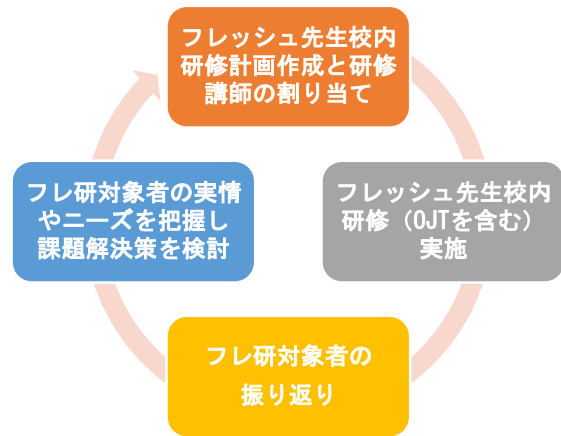 フレッシュ先生校内
研修計画作成と研修
講師の割り当て
フレ研対象者の実情
やニーズを把握し
課題解決策を検討
フレッシュ先生校内
研修（OJTを含む）
実施
フレ研対象者の
振り返り